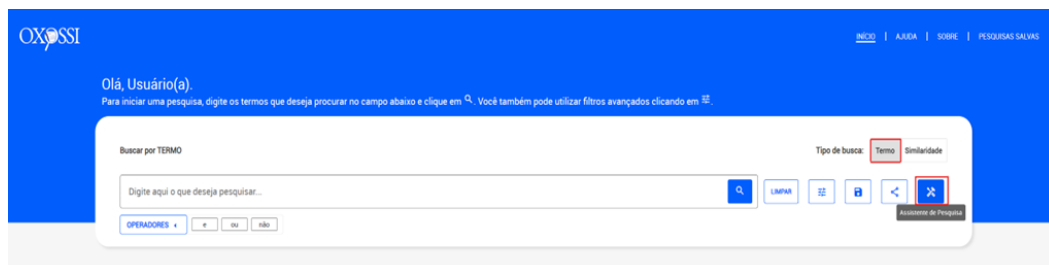 OXOSSI
INÍCIO | AJUDA | SOBRE | PESQUISAS SALVAS
Olá, Usuário(a).
Para iniciar uma pesquisa, digite os termos que deseja procurar no campo abaixo e clique em . Você também pode utilizar filtros avançados clicando em .
Buscar por TERMO
Tipo de busca: Termo Similaridade
Digite aqui o que deseja pesquisar...
LIMPAR
Assistente de Pesquisa
OPERADORES e ou não